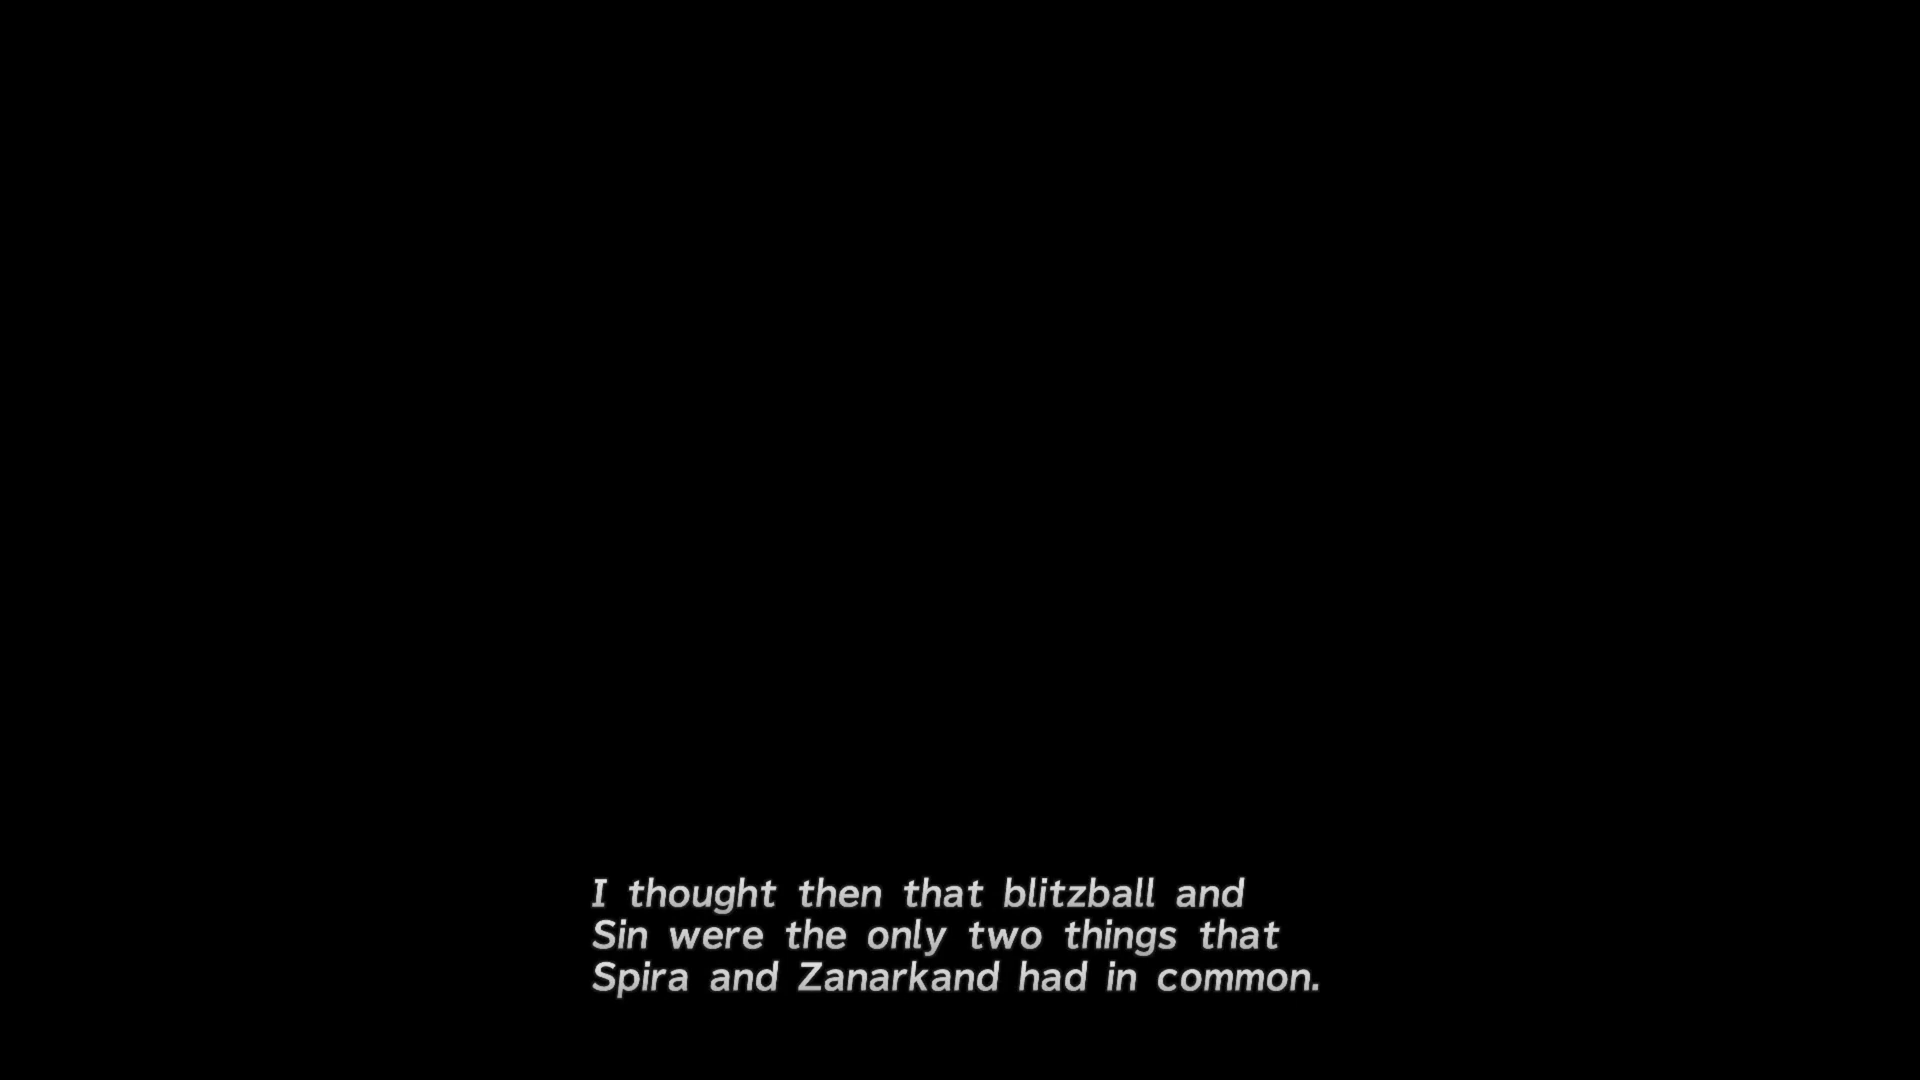 I thought then that blitzball and
Sin were the only two things that
Spira and Zanarkand had in common.